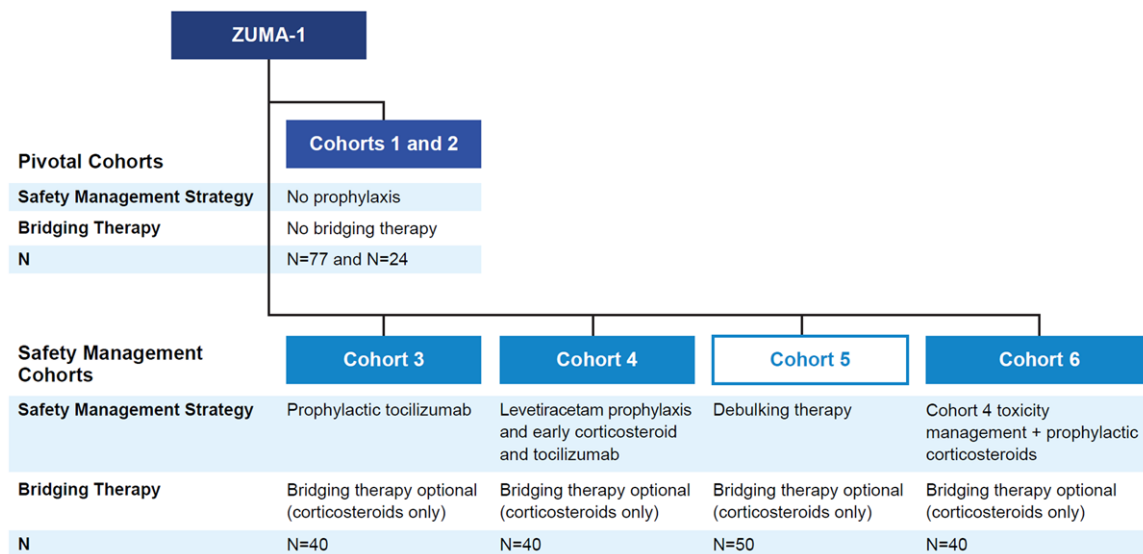 ZUMA-1
Cohorts 1 and 2
Pivotal Cohorts
Safety Management Strategy No prophylaxis
Bridging Therapy No bridging therapy
N N=77 and N=24
Safety Management
Cohorts
Cohort 3 Cohort 4 Cohort 5 Cohort 6
Safety Management Strategy
Prophylactic tocilizumab
Levetiracetam prophylaxis
and early corticosteroid
and tocilizumab
Debulking therapy
Cohort 4 toxicity
management + prophylactic
corticosteroids
Bridging Therapy
Bridging therapy optional
(corticosteroids only)
Bridging therapy optional
(corticosteroids only)
Bridging therapy optional
(corticosteroids only)
Bridging therapy optional
(corticosteroids only)
N N=40 N=40 N=50 N=40